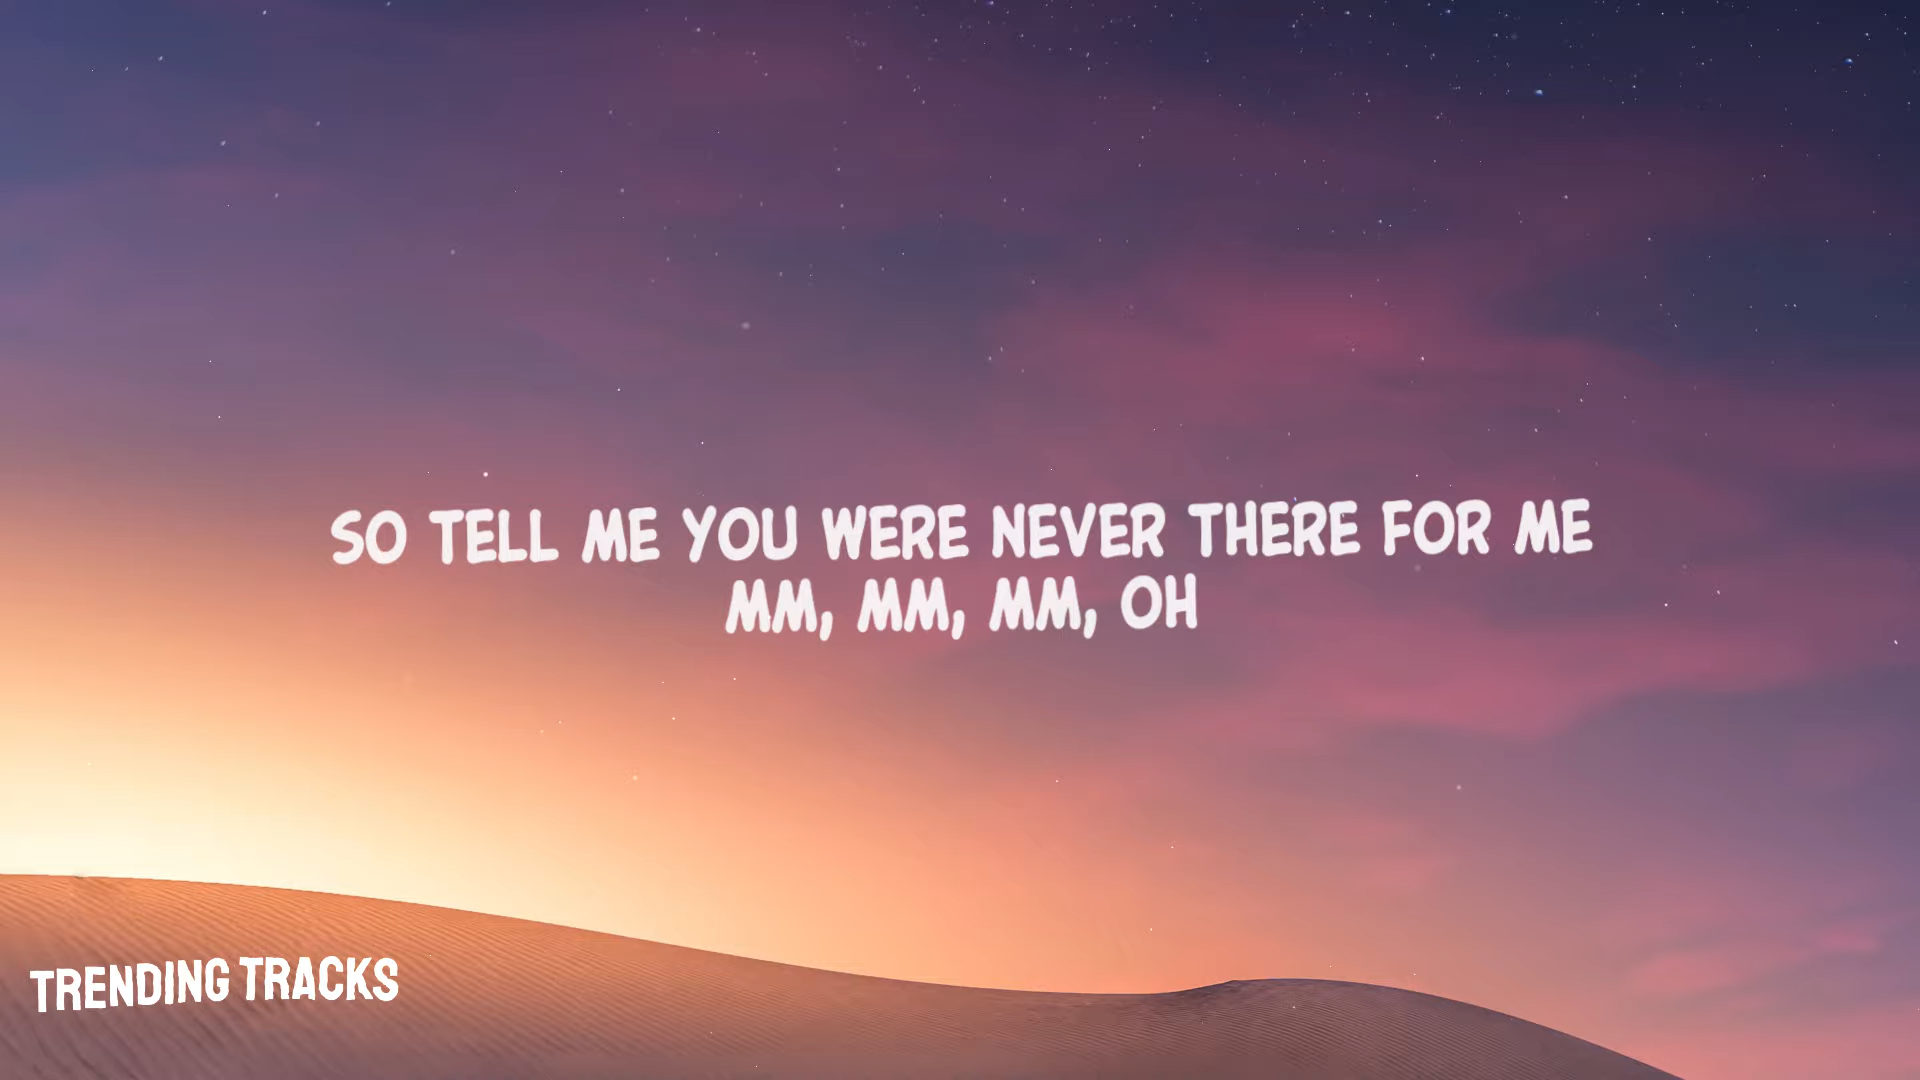 SO TELL ME YOU WERE NEVER THERE FOR ME
MM, MM, MM, OH
TRENDING TRACKS